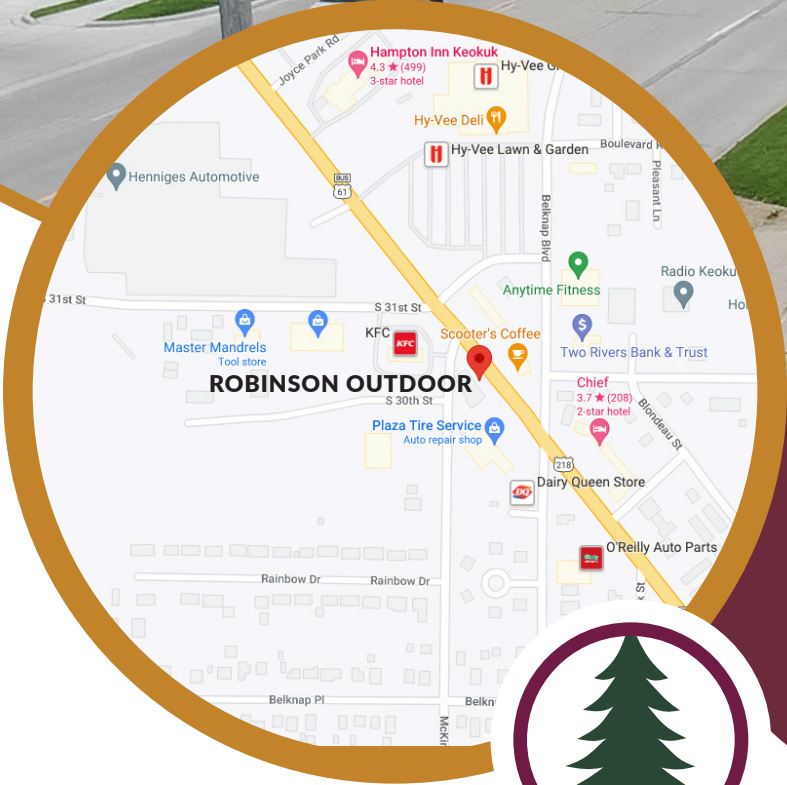 Joyce Park Rd
Hampton Inn Keokuk
4.3 ★ (499)
3-star hotel
Hy-Vee
Hy-Vee Deli
Hy-Vee Lawn & Garden
Boulevard
Pleasant Ln
Henniges Automotive
BUS
61
Belknap Blvd
Anytime Fitness
Radio
S 31st St
S 31st St
KFC
KFC
Scooter's Coffee
Master Mandrels
Tool store
Two Rivers Bank & Trust
ROBINSON OUTDOOR
Chief
3.7 ★ (208)
2-star hotel
S 30th St
Blondeau St
Plaza Tire Service
Auto repair shop
218
DQ
Dairy Queen Store
O'Reilly Auto Parts
Rainbow Dr
Rainbow Dr
St
Belknap Pl